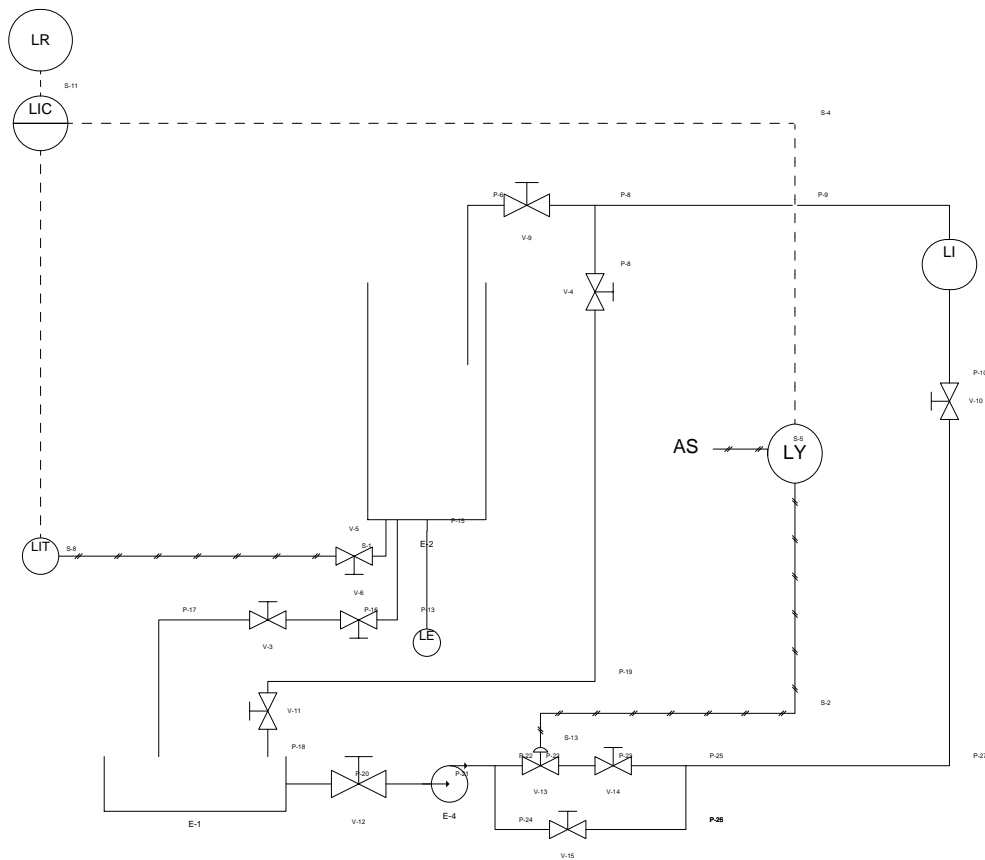 LR
S-11
LIC
S-4
P-6
P-8
P-9
V-9
LI
P-8
V-4
P-10
V-10
S-5
AS
LY
P-15
V-5
E-2
S-1
LIT
S-8
V-6
P-17
P-16
P-13
LE
V-3
P-19
V-11
S-2
P-18
S-13
P-22
P-22
P-23
P-25
P-27
P-20
P-21
V-13
V-14
E-1
V-12
E-4
P-24
P-26
V-15